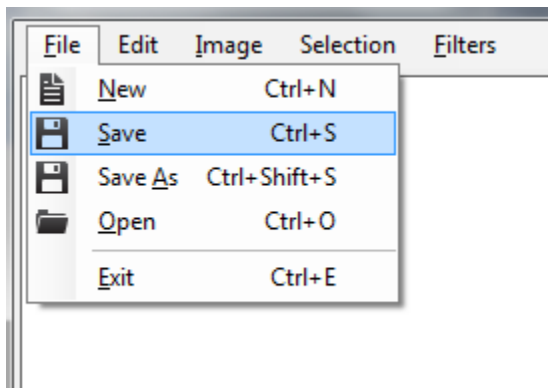 File Edit Image Selection Filters
New Ctrl+N
Save Ctrl+S
Save As Ctrl+Shift+S
Open Ctrl+O
Exit Ctrl+E